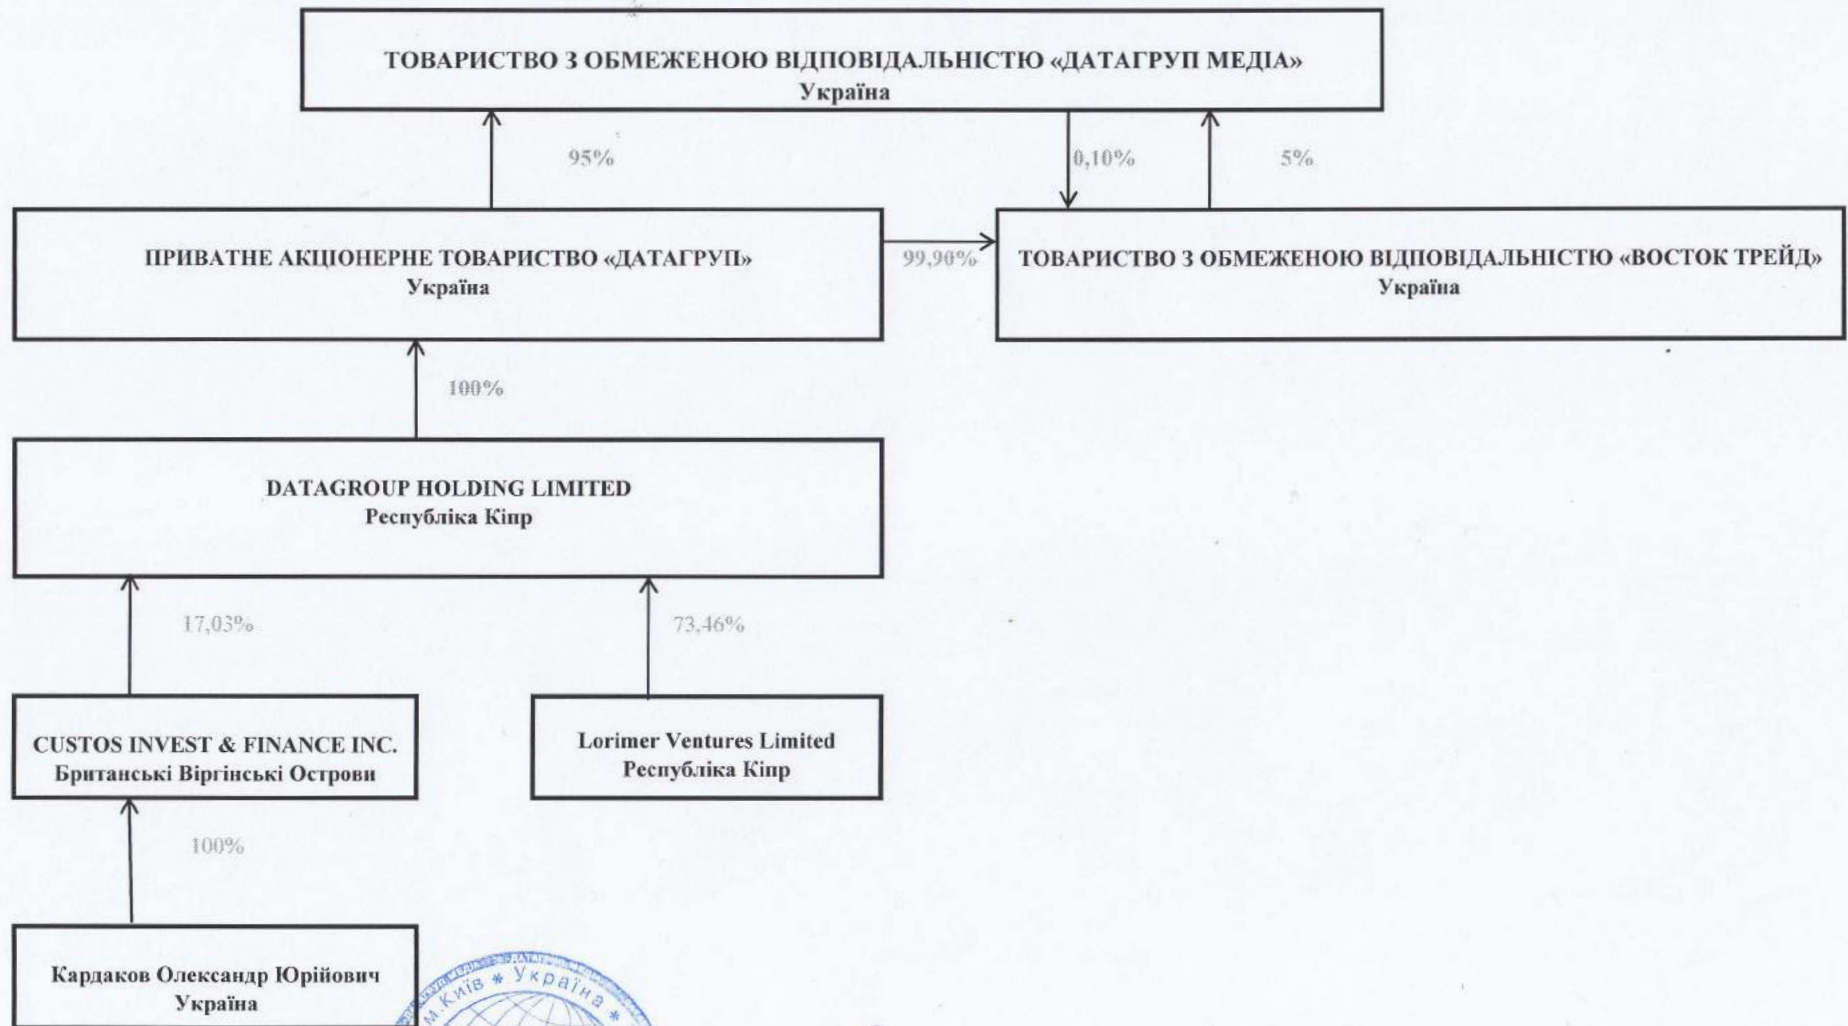 ТОВАРИСТВО З ОБМЕЖЕНОЮ ВІДПОВІДАЛЬНІСТЮ «ДАТАГРУП МЕДІА»
Україна
95%
0,10%
5%
ПРИВАТНЕ АКЦІОНЕРНЕ ТОВАРИСТВО «ДАТАГРУП»
Україна
99,90%
ТОВАРИСТВО З ОБМЕЖЕНОЮ ВІДПОВІДАЛЬНІСТЮ «ВОСТОК ТРЕЙД»
Україна
100%
DATAGROUP HOLDING LIMITED
Республіка Кіпр
17,03%
73,46%
CUSTOS INVEST & FINANCE INC.
Британські Віргінські Острови
Lorimer Ventures Limited
Республіка Кіпр
100%
Кардаков Олександр Юрійович
Україна
м.Київ * Україна *